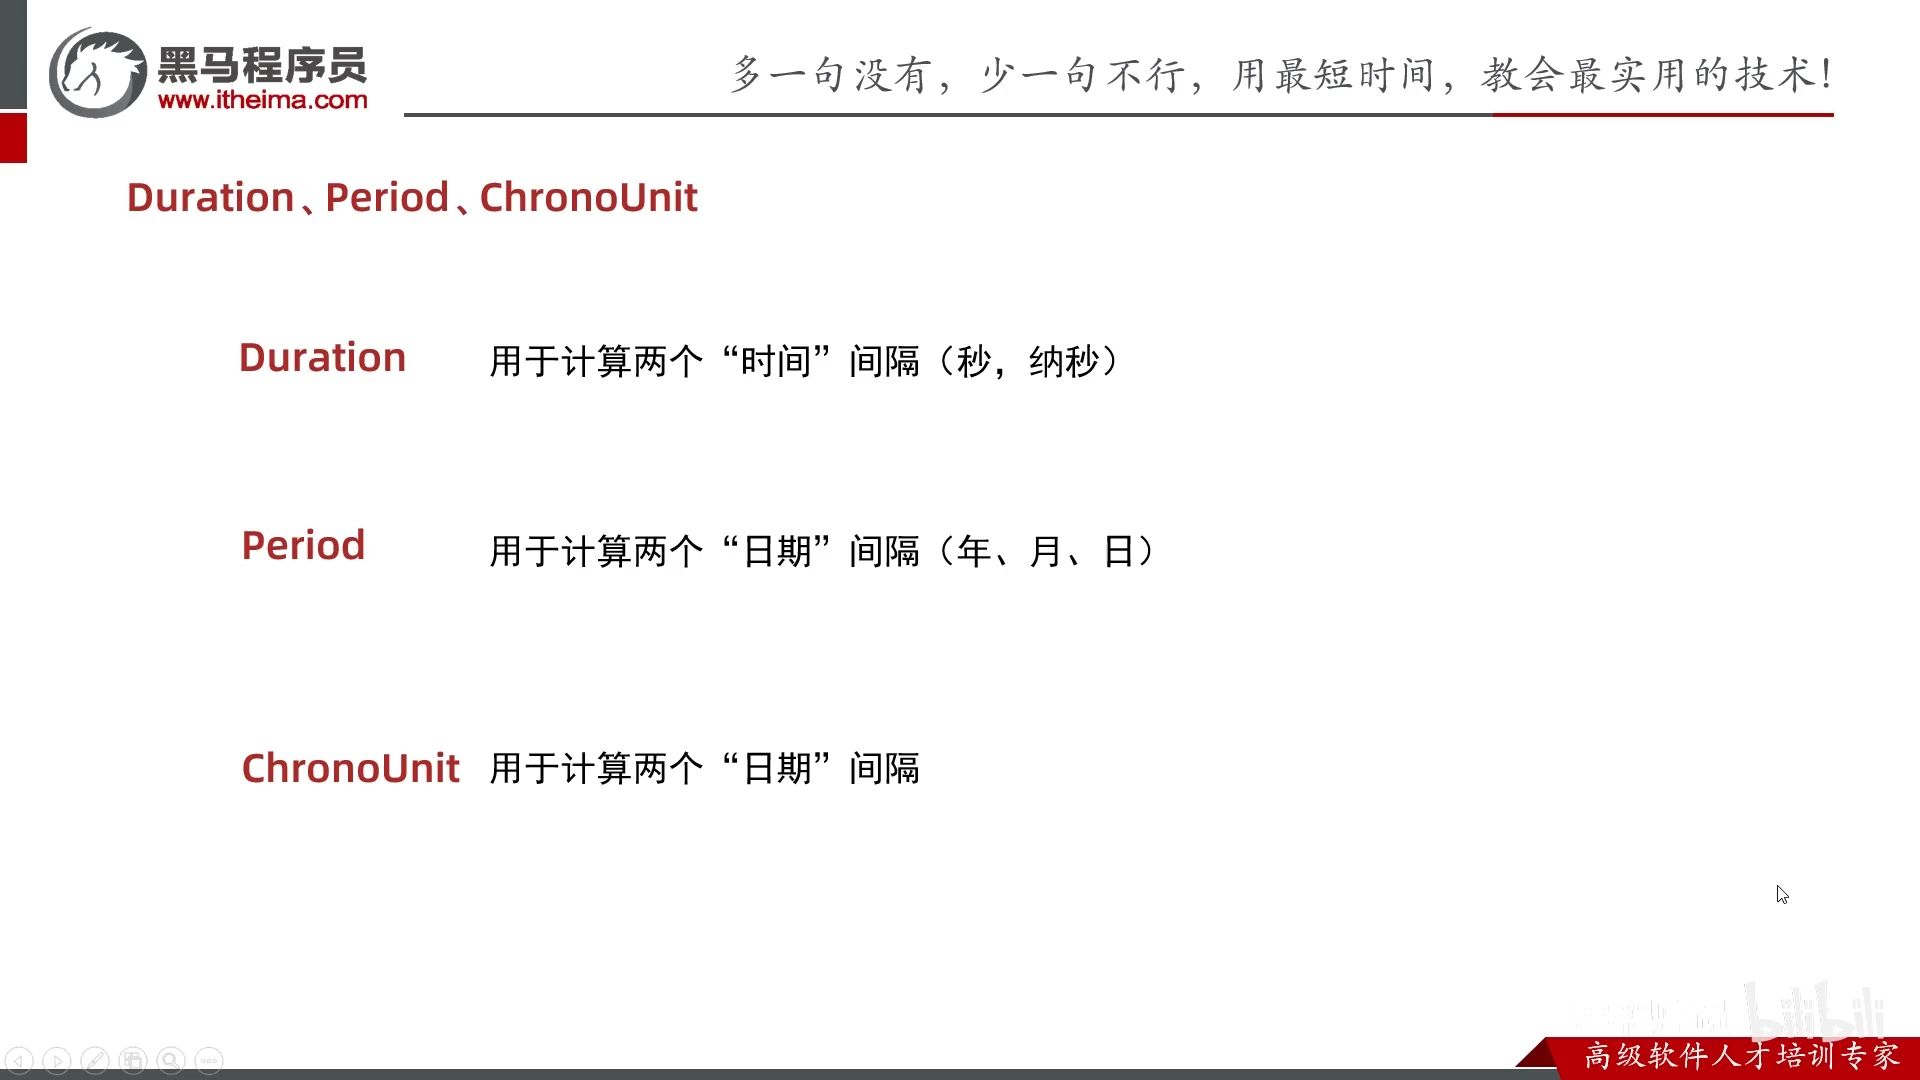 黑马程序员
www.itheima.com
多一句没有，少一句不行，用最短时间，教会最实用的技术！
Duration、Period、ChronoUnit
Duration 用于计算两个“时间”间隔（秒，纳秒）
Period 用于计算两个“日期”间隔（年、月、日）
ChronoUnit 用于计算两个“日期”间隔
bilibili
高级软件人才培训专家